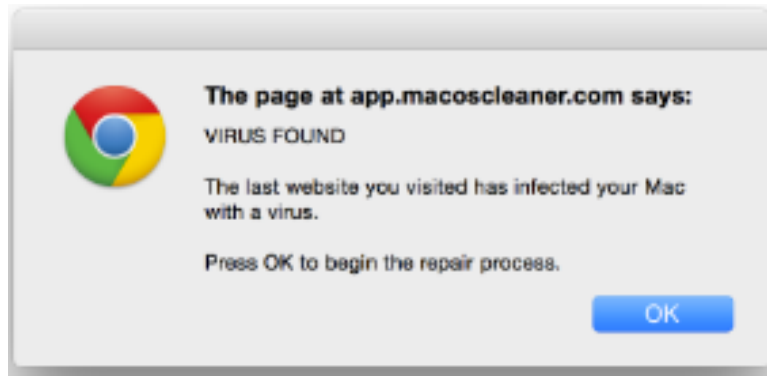 The page at app.macoscleaner.com says:
VIRUS FOUND
The last website you visited has infected your Mac
with a virus.
Press OK to begin the repair process.
OK